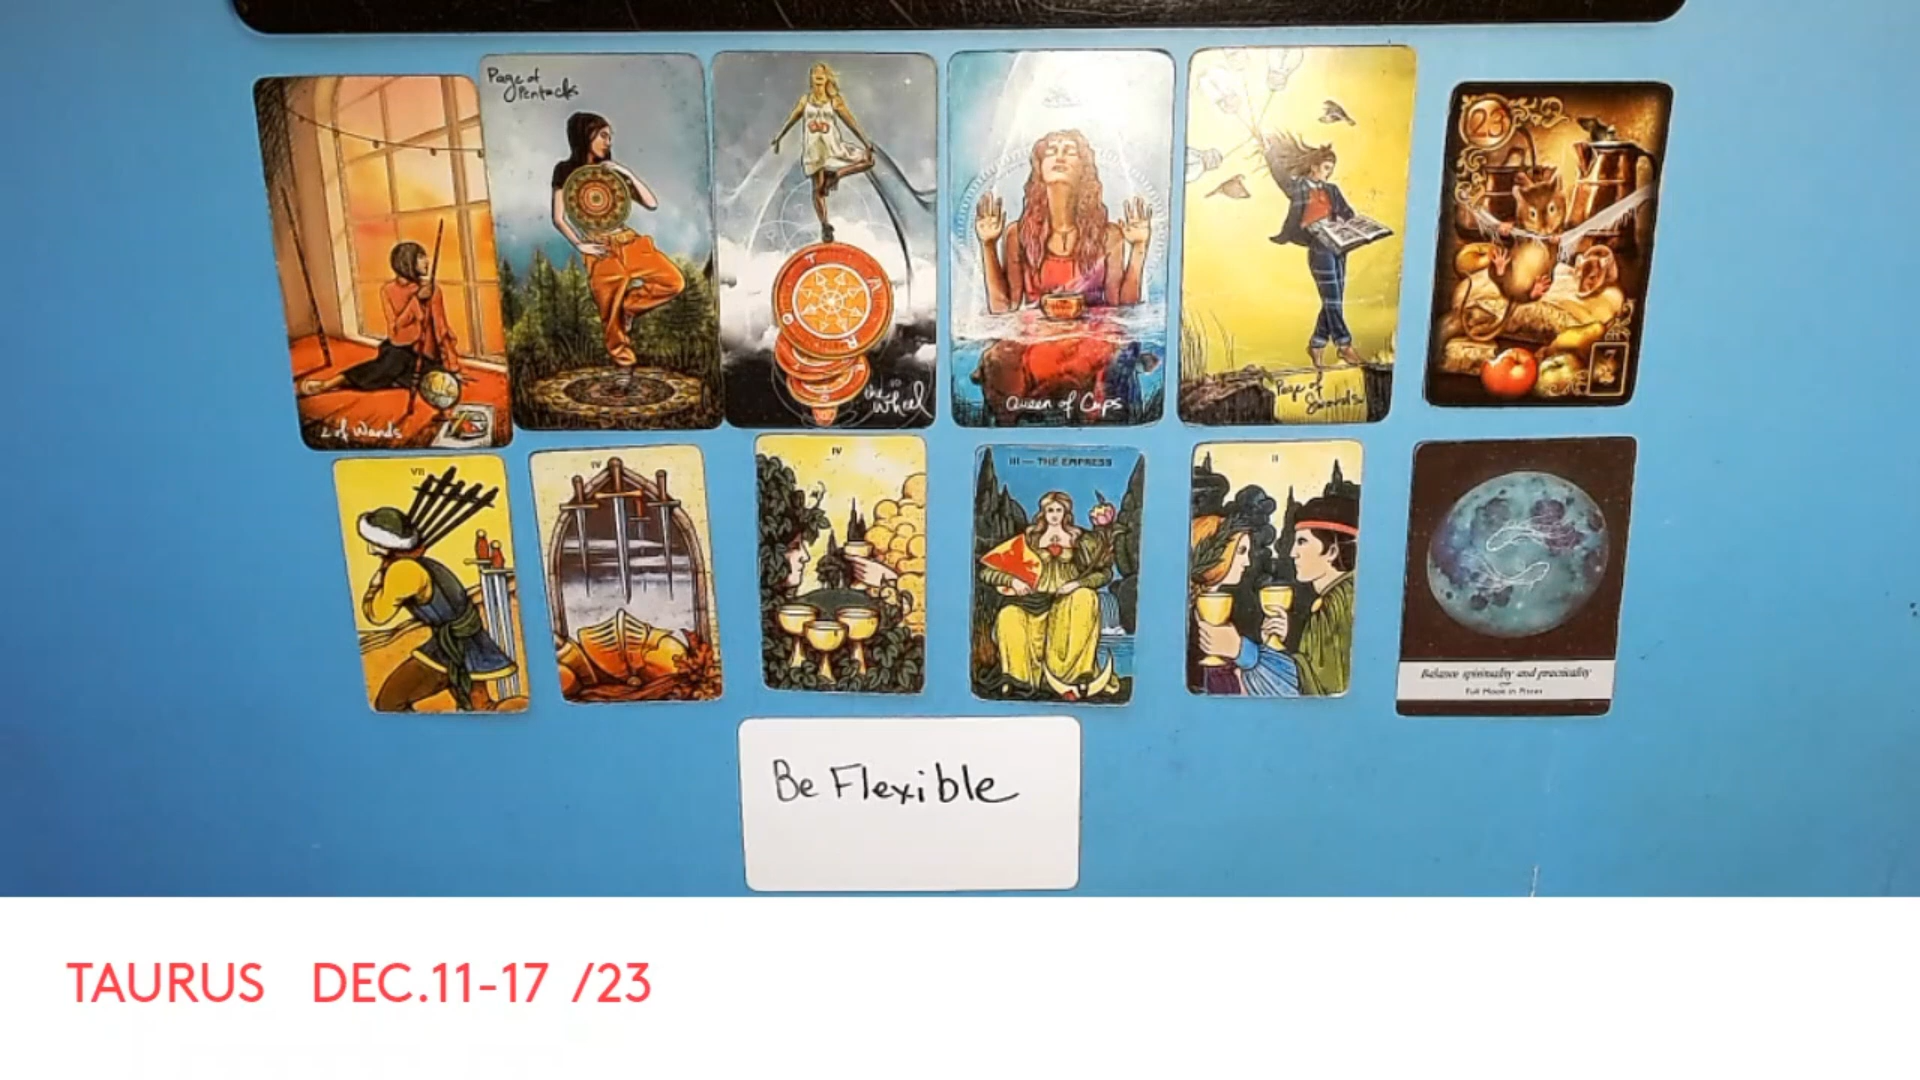 Page of
Pentacles
23
2 of Wands
T
A
R
O
10
the Wheel
Queen of Cups
Page of
Swords
VII
IV
IV
III — THE EMPRESS
II
Balance spirituality and practicality
Full Moon in Pisces
Be Flexible
TAURUS DEC.11-17 /23